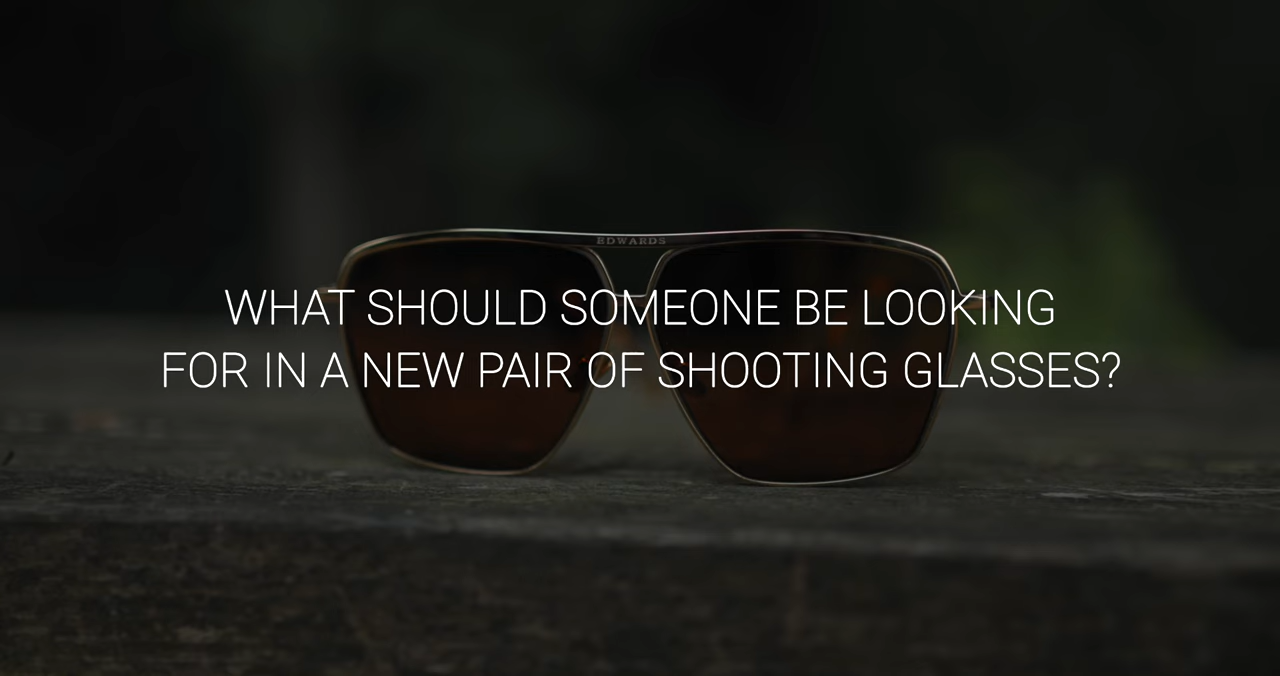 EDWARDS
WHAT SHOULD SOMEONE BE LOOKING
FOR IN A NEW PAIR OF SHOOTING GLASSES?